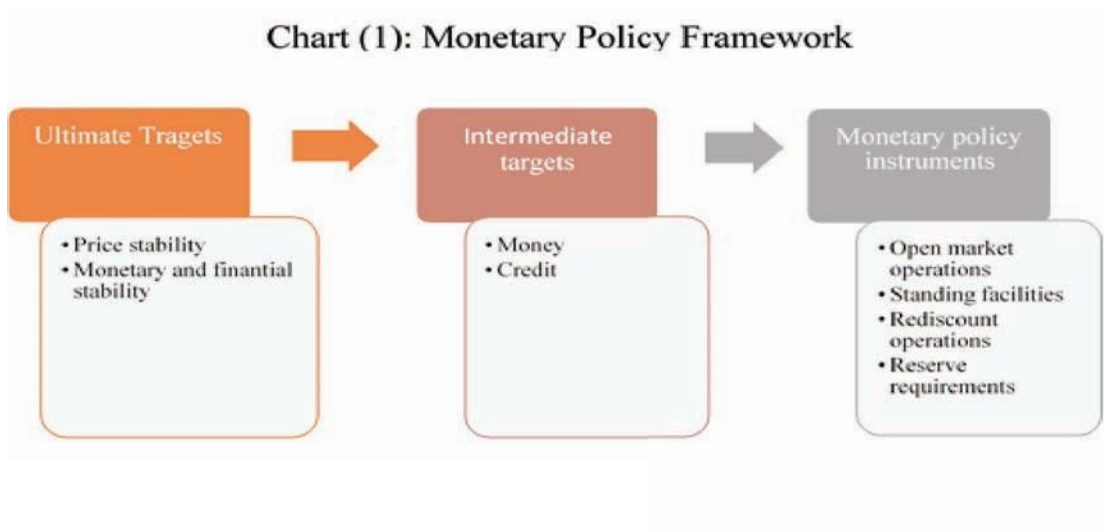 Chart (1): Monetary Policy Framework
Ultimate Tragets
• Price stability
• Monetary and finantial
stability
Intermediate
targets
• Money
• Credit
Monetary policy
instruments
• Open market
operations
• Standing facilities
• Rediscount
operations
• Reserve
requirements